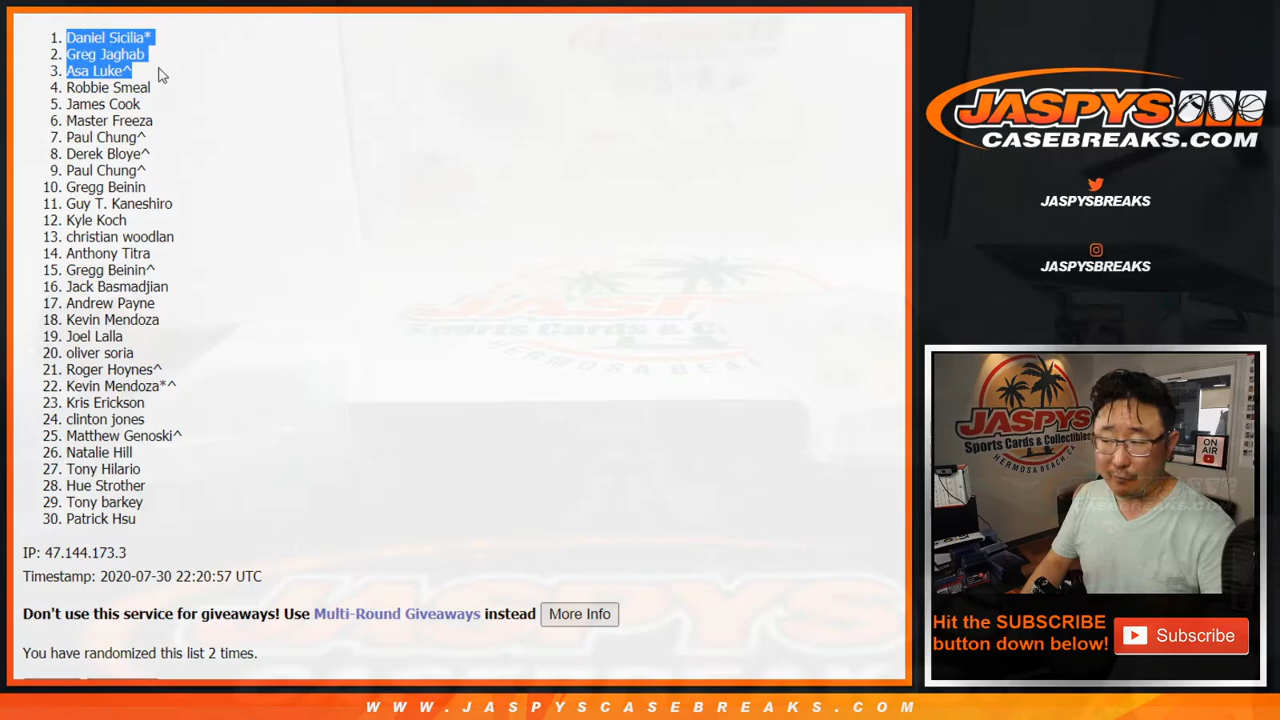 1. Daniel Sicilia*
2. Greg Jaghab
3. Asa Luke^
4. Robbie Smeal
5. James Cook
6. Master Freeza
7. Paul Chung^
8. Derek Bloye^
9. Paul Chung^
10. Gregg Beinin
11. Guy T. Kaneshiro
12. Kyle Koch
13. christian woodlan
14. Anthony Titra
15. Gregg Beinin^
16. Jack Basmadjian
17. Andrew Payne
18. Kevin Mendoza
19. Joel Lalla
20. oliver soria
21. Roger Hoynes^
22. Kevin Mendoza*^
23. Kris Erickson
24. clinton jones
25. Matthew Genoski^
26. Natalie Hill
27. Tony Hilario
28. Hue Strother
29. Tony barkey
30. Patrick Hsu
IP: 47.144.173.3
Timestamp: 2020-07-30 22:20:57 UTC
Don't use this service for giveaways! Use Multi-Round Giveaways instead More Info
You have randomized this list 2 times.
JASPYS
CASEBREAKS.COM
JASPYSBREAKS
JASPYSBREAKS
JASPYS
Sports Cards & Collectibles
HERMOSA BEACH, CA
ON
AIR
Hit the SUBSCRIBE
button down below!
Subscribe
WWW.JASPYSCASEBREAKS.COM